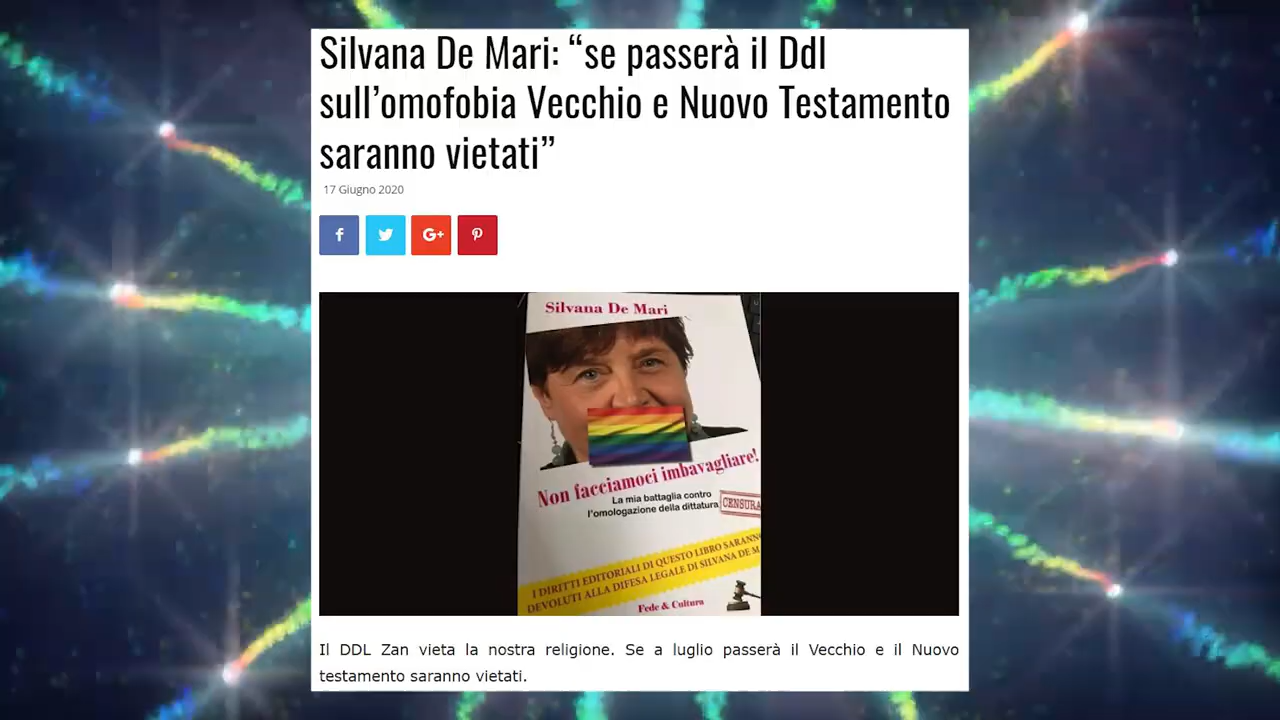 Silvana De Mari: “se passerà il Ddl
sull’omofobia Vecchio e Nuovo Testamento
saranno vietati”
17 Giugno 2020
f
G+
Silvana De Mari
Non facciamoci imbavagliare!
La mia battaglia contro
l'omologazione della dittatura
CENSURA
I DIRITTI EDITORIALI DI QUESTO LIBRO SARANNO
DEVOLUTI ALLA DIFESA LEGALE DI SILVANA DE M
Fede & Cultura
Il DDL Zan vieta la nostra religione. Se a luglio passerà il Vecchio e il Nuovo
testamento saranno vietati.